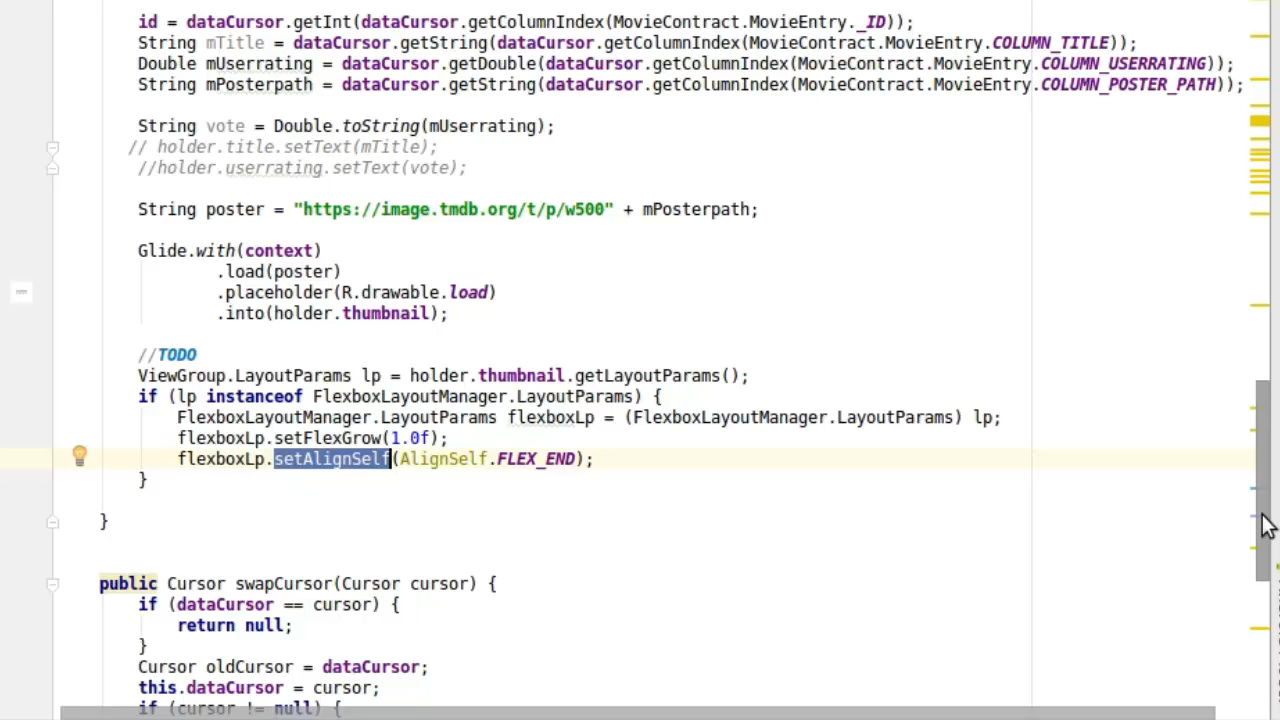 id = dataCursor.getInt(dataCursor.getColumnIndex(MovieContract.MovieEntry._ID));
String mTitle = dataCursor.getString(dataCursor.getColumnIndex(MovieContract.MovieEntry.COLUMN_TITLE));
Double mUserrating = dataCursor.getDouble(dataCursor.getColumnIndex(MovieContract.MovieEntry.COLUMN_USERRATING));
String mPosterpath = dataCursor.getString(dataCursor.getColumnIndex(MovieContract.MovieEntry.COLUMN_POSTER_PATH));
String vote = Double.toString(mUserrating);
// holder.title.setText(mTitle);
//holder.userrating.setText(vote);
String poster = "https://image.tmdb.org/t/p/w500" + mPosterpath;
Glide.with(context)
.load(poster)
.placeholder(R.drawable.load)
.into(holder.thumbnail);
//TODO
ViewGroup.LayoutParams lp = holder.thumbnail.getLayoutParams();
if (lp instanceof FlexboxLayoutManager.LayoutParams) {
FlexboxLayoutManager.LayoutParams flexboxLp = (FlexboxLayoutManager.LayoutParams) lp;
flexboxLp.setFlexGrow(1.0f);
flexboxLp.setAlignSelf(AlignSelf.FLEX_END);
}
}
public Cursor swapCursor(Cursor cursor) {
if (dataCursor == cursor) {
return null;
}
Cursor oldCursor = dataCursor;
this.dataCursor = cursor;
if (cursor != null) {